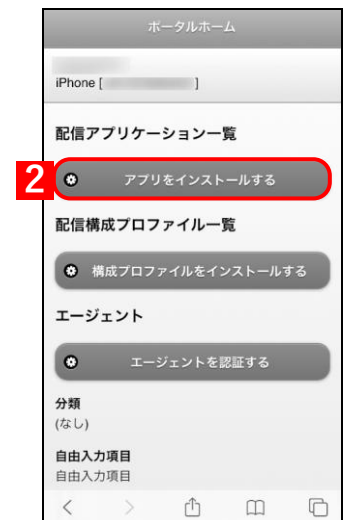 ポータルホーム
iPhone [ ]
配信アプリケーション一覧
2
アプリをインストールする
配信構成プロファイル一覧
構成プロファイルをインストールする
エージェント
エージェントを認証する
分類
(なし)
自由入力項目
自由入力項目